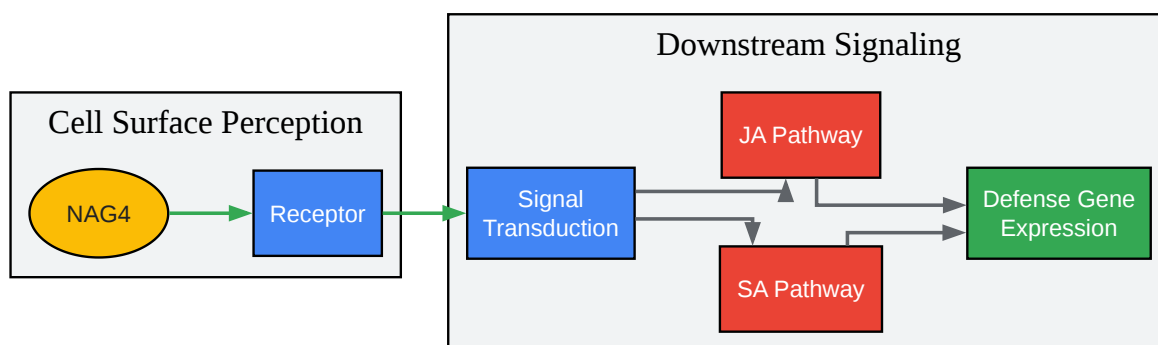 Downstream Signaling
Cell Surface Perception
JA Pathway
NAG4
Receptor
Signal
Transduction
Defense Gene
Expression
SA Pathway